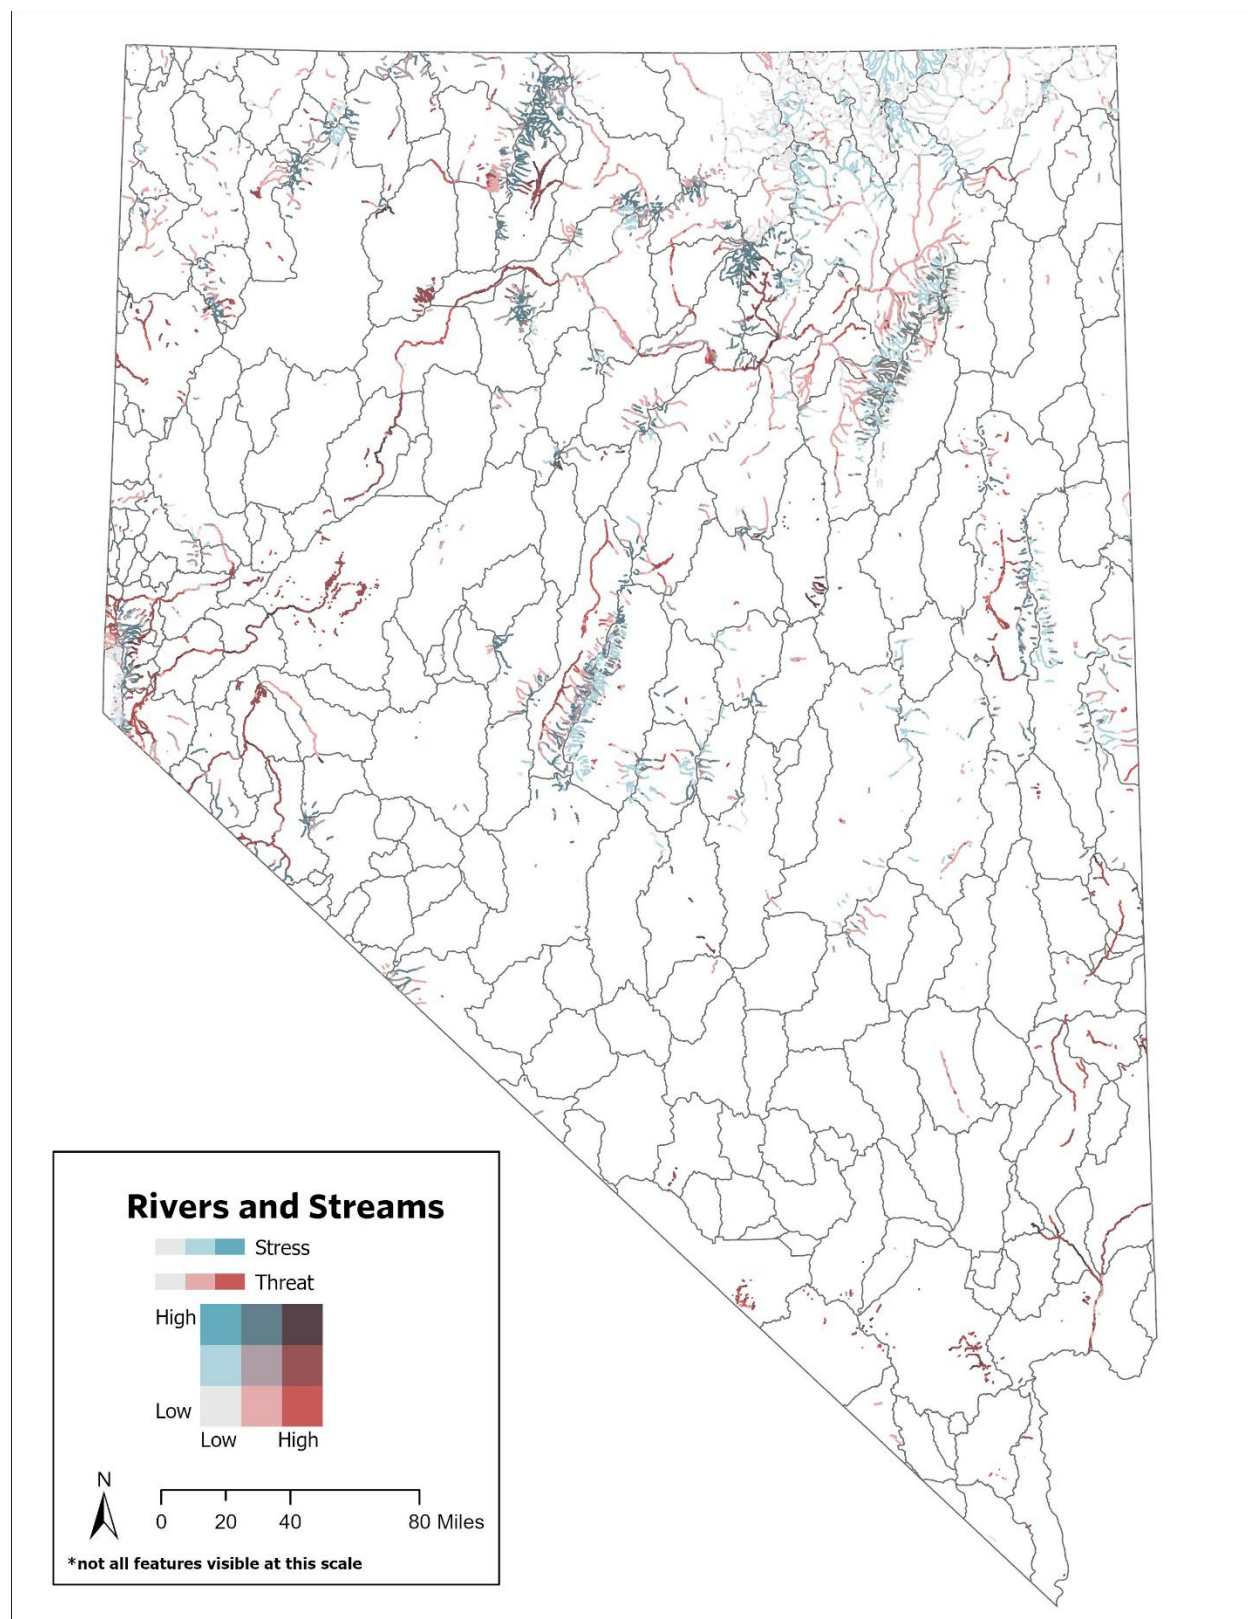 Rivers and Streams
Stress
Threat
High
Low
Low High
N
0 20 40 80 Miles
*not all features visible at this scale